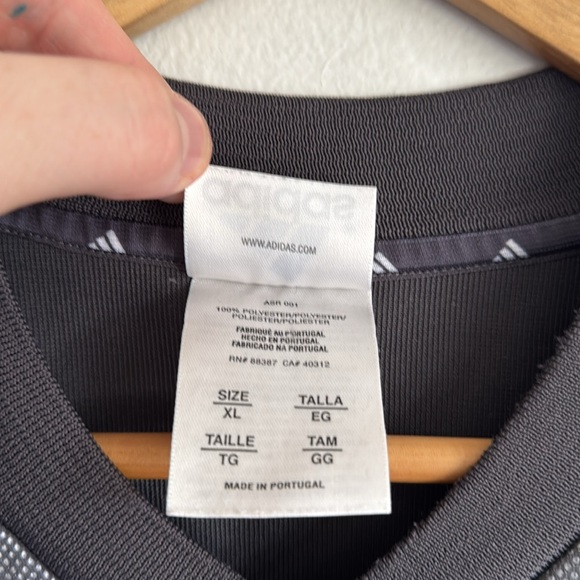 adidas
WWW.ADIDAS.COM
ASR 001
100% POLYESTER/POLYESTER/
POLIESTER/POLIESTER
FABRIQUE AU PORTUGAL
HECHO EN PORTUGAL
FABRICADO NA PORTUGAL
RN# 88387 CA# 40312
SIZE TALLA
XL EG
TAILLE TAM
TG GG
MADE IN PORTUGAL